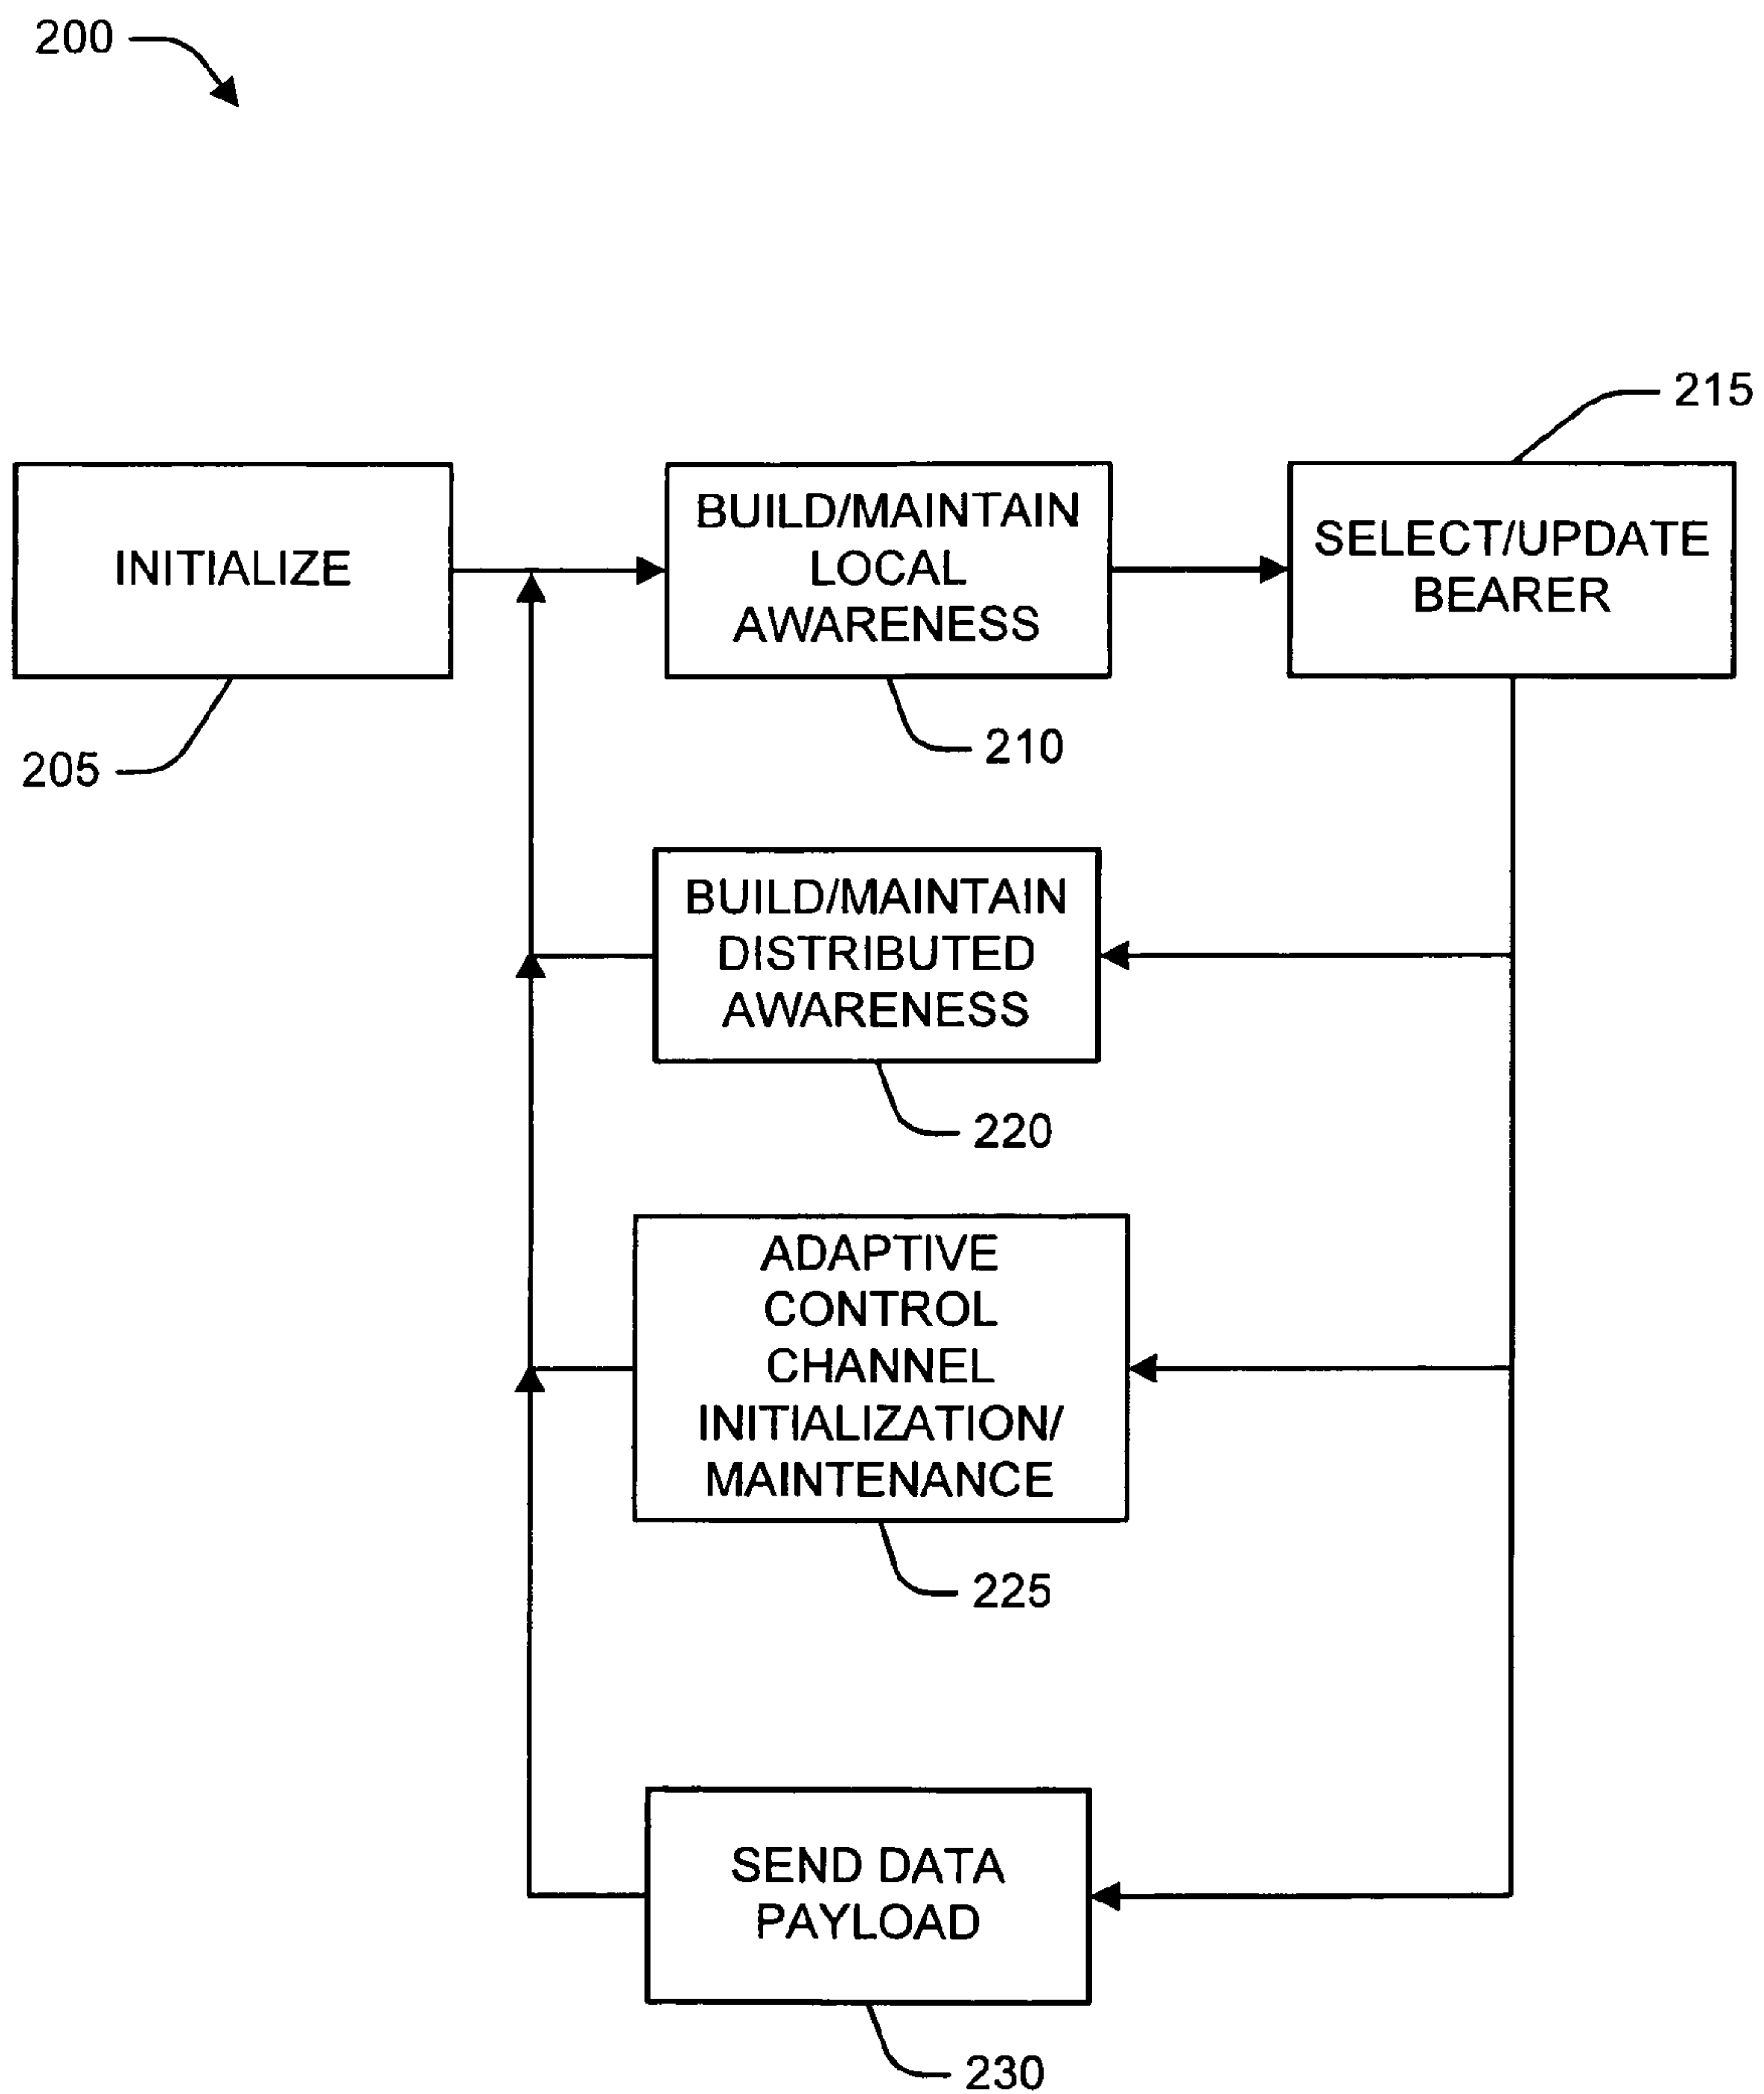 200
215
INITIALIZE
BUILD/MAINTAIN
LOCAL
AWARENESS
SELECT/UPDATE
BEARER
205
210
BUILD/MAINTAIN
DISTRIBUTED
AWARENESS
220
ADAPTIVE
CONTROL
CHANNEL
INITIALIZATION/
MAINTENANCE
225
SEND DATA
PAYLOAD
230